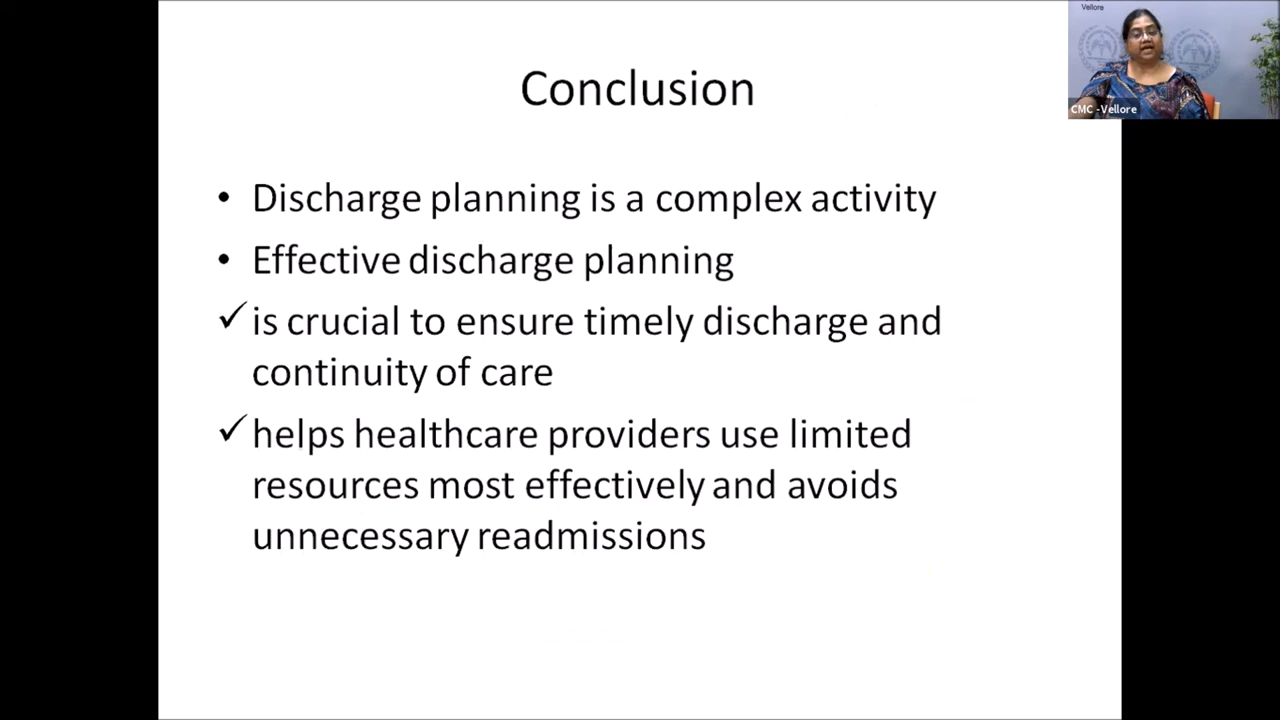 Vellore
CMC -Vellore
Conclusion
• Discharge planning is a complex activity
• Effective discharge planning
✓ is crucial to ensure timely discharge and
continuity of care
✓ helps healthcare providers use limited
resources most effectively and avoids
unnecessary readmissions